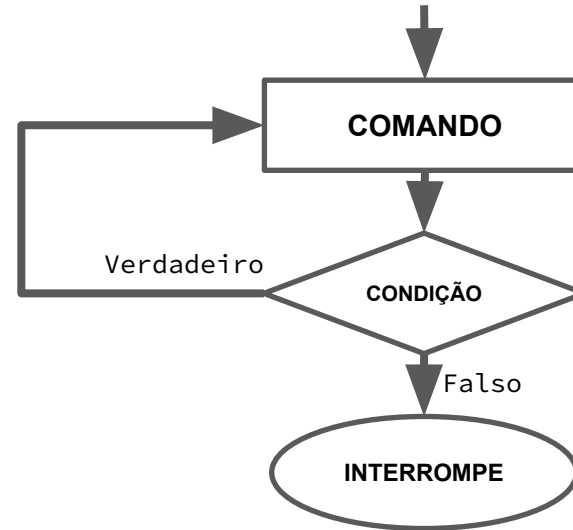 COMANDO
Verdadeiro
CONDIÇÃO
Falso
INTERROMPE